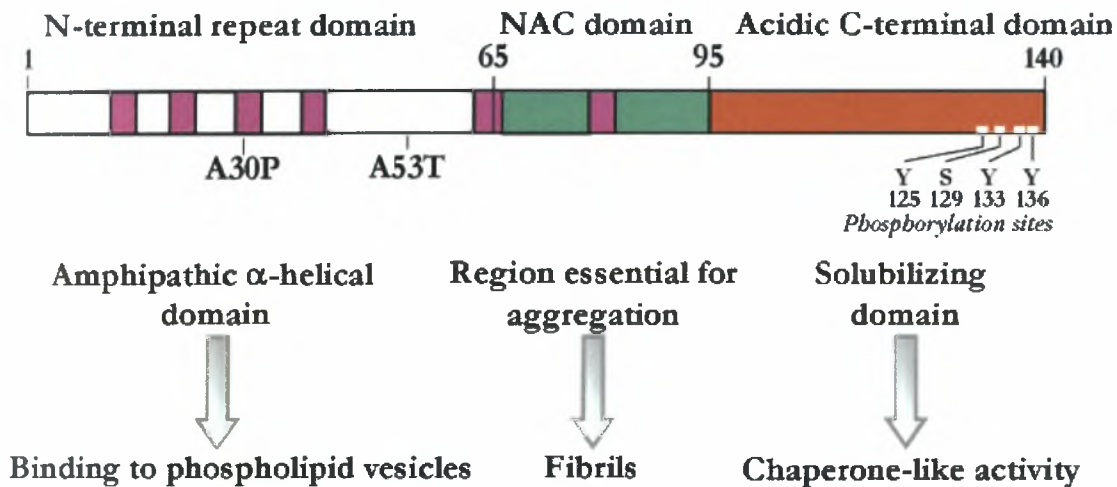 N-terminal repeat domain NAC domain Acidic C-terminal domain
1 65 95 140
A30P A53T
Y S Y Y
125 129 133 136
Phosphorylation sites
Amphipathic α-helical
domain
Region essential for
aggregation
Solubilizing
domain
Binding to phospholipid vesicles Fibrils Chaperone-like activity